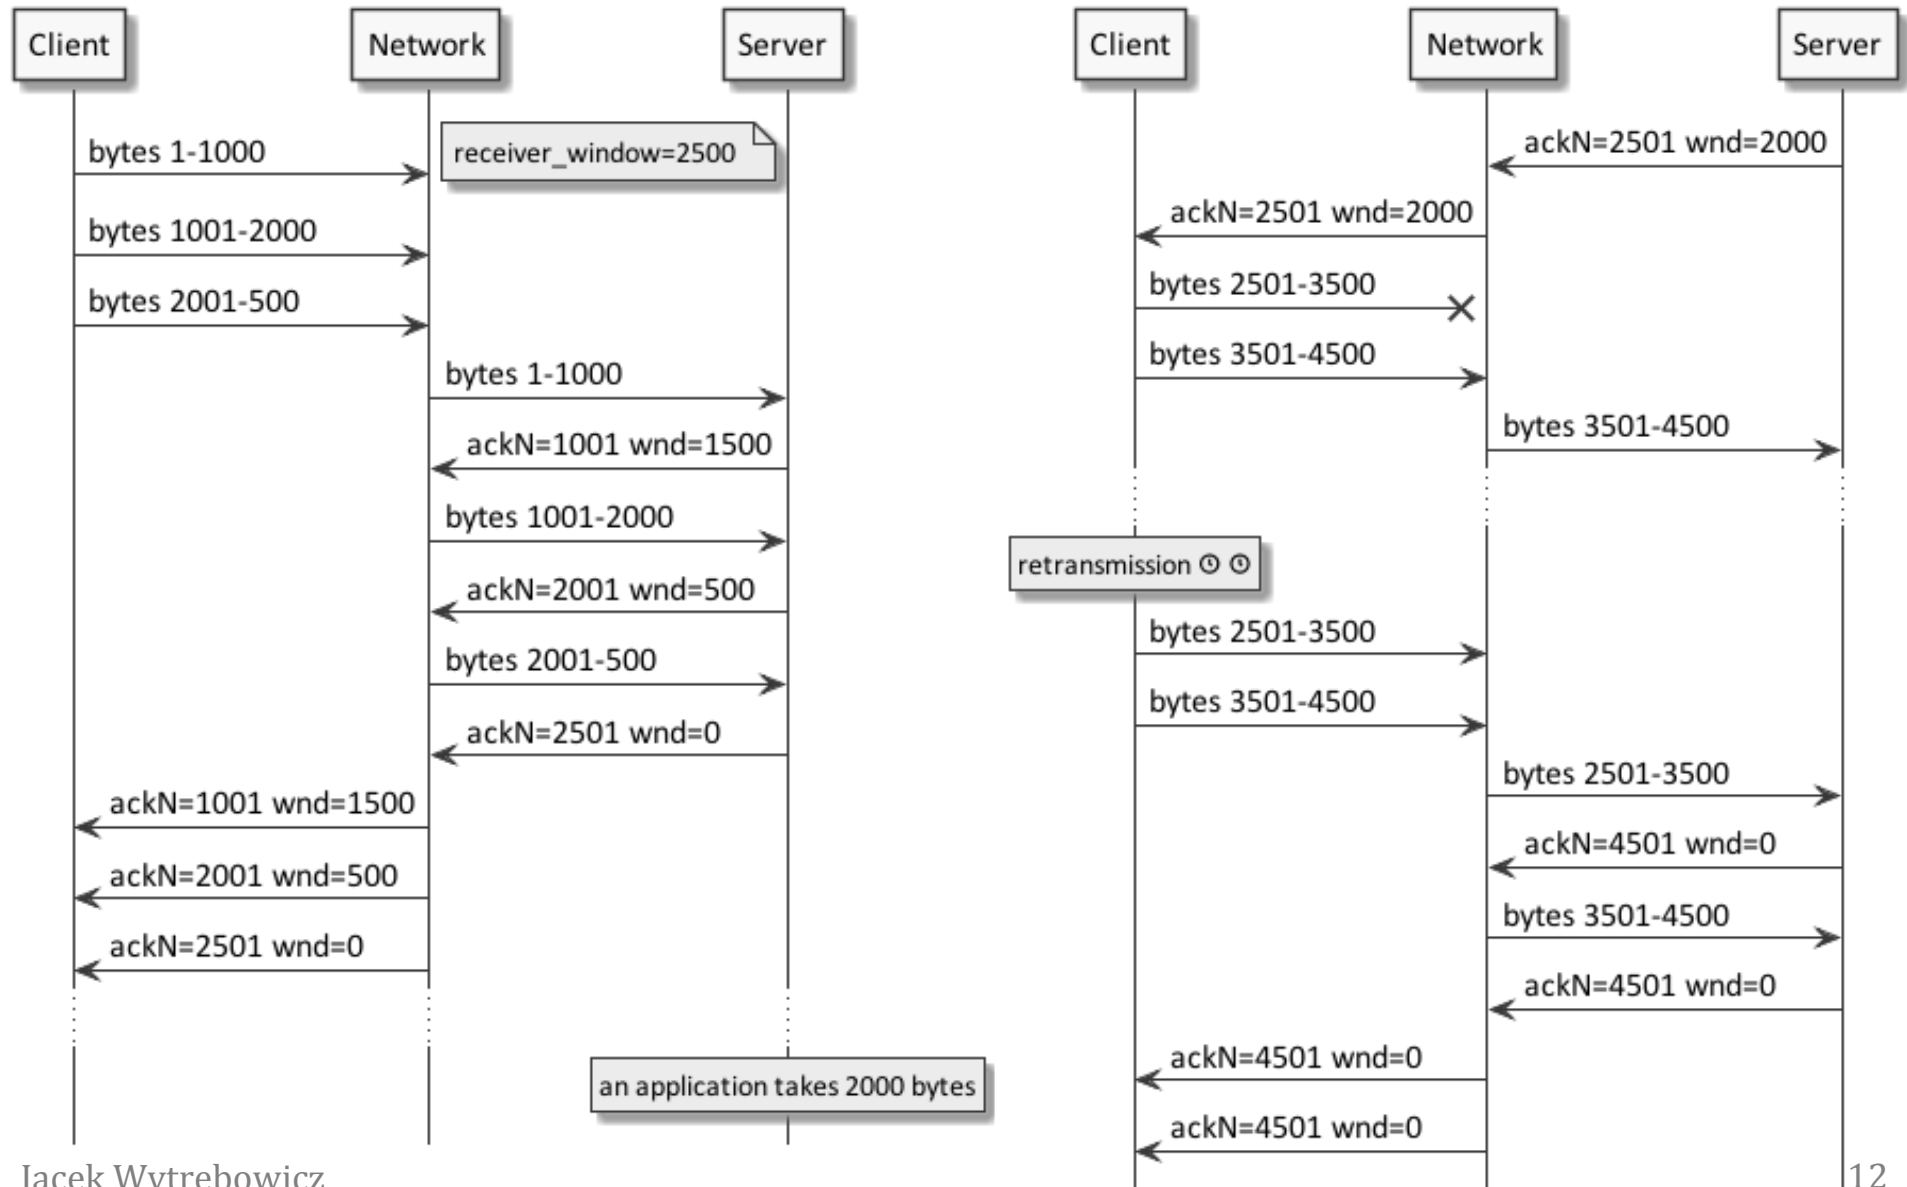 Client
Network
Server
bytes 1-1000
receiver_window=2500
bytes 1001-2000
bytes 2001-500
bytes 1-1000
ackN=1001 wnd=1500
bytes 1001-2000
ackN=2001 wnd=500
bytes 2001-500
ackN=2501 wnd=0
ackN=1001 wnd=1500
ackN=2001 wnd=500
ackN=2501 wnd=0
an application takes 2000 bytes
Client
Network
Server
ackN=2501 wnd=2000
ackN=2501 wnd=2000
bytes 2501-3500
bytes 3501-4500
bytes 3501-4500
retransmission
bytes 2501-3500
bytes 3501-4500
bytes 2501-3500
ackN=4501 wnd=0
bytes 3501-4500
ackN=4501 wnd=0
ackN=4501 wnd=0
ackN=4501 wnd=0
Jacek Wytrebowicz
12